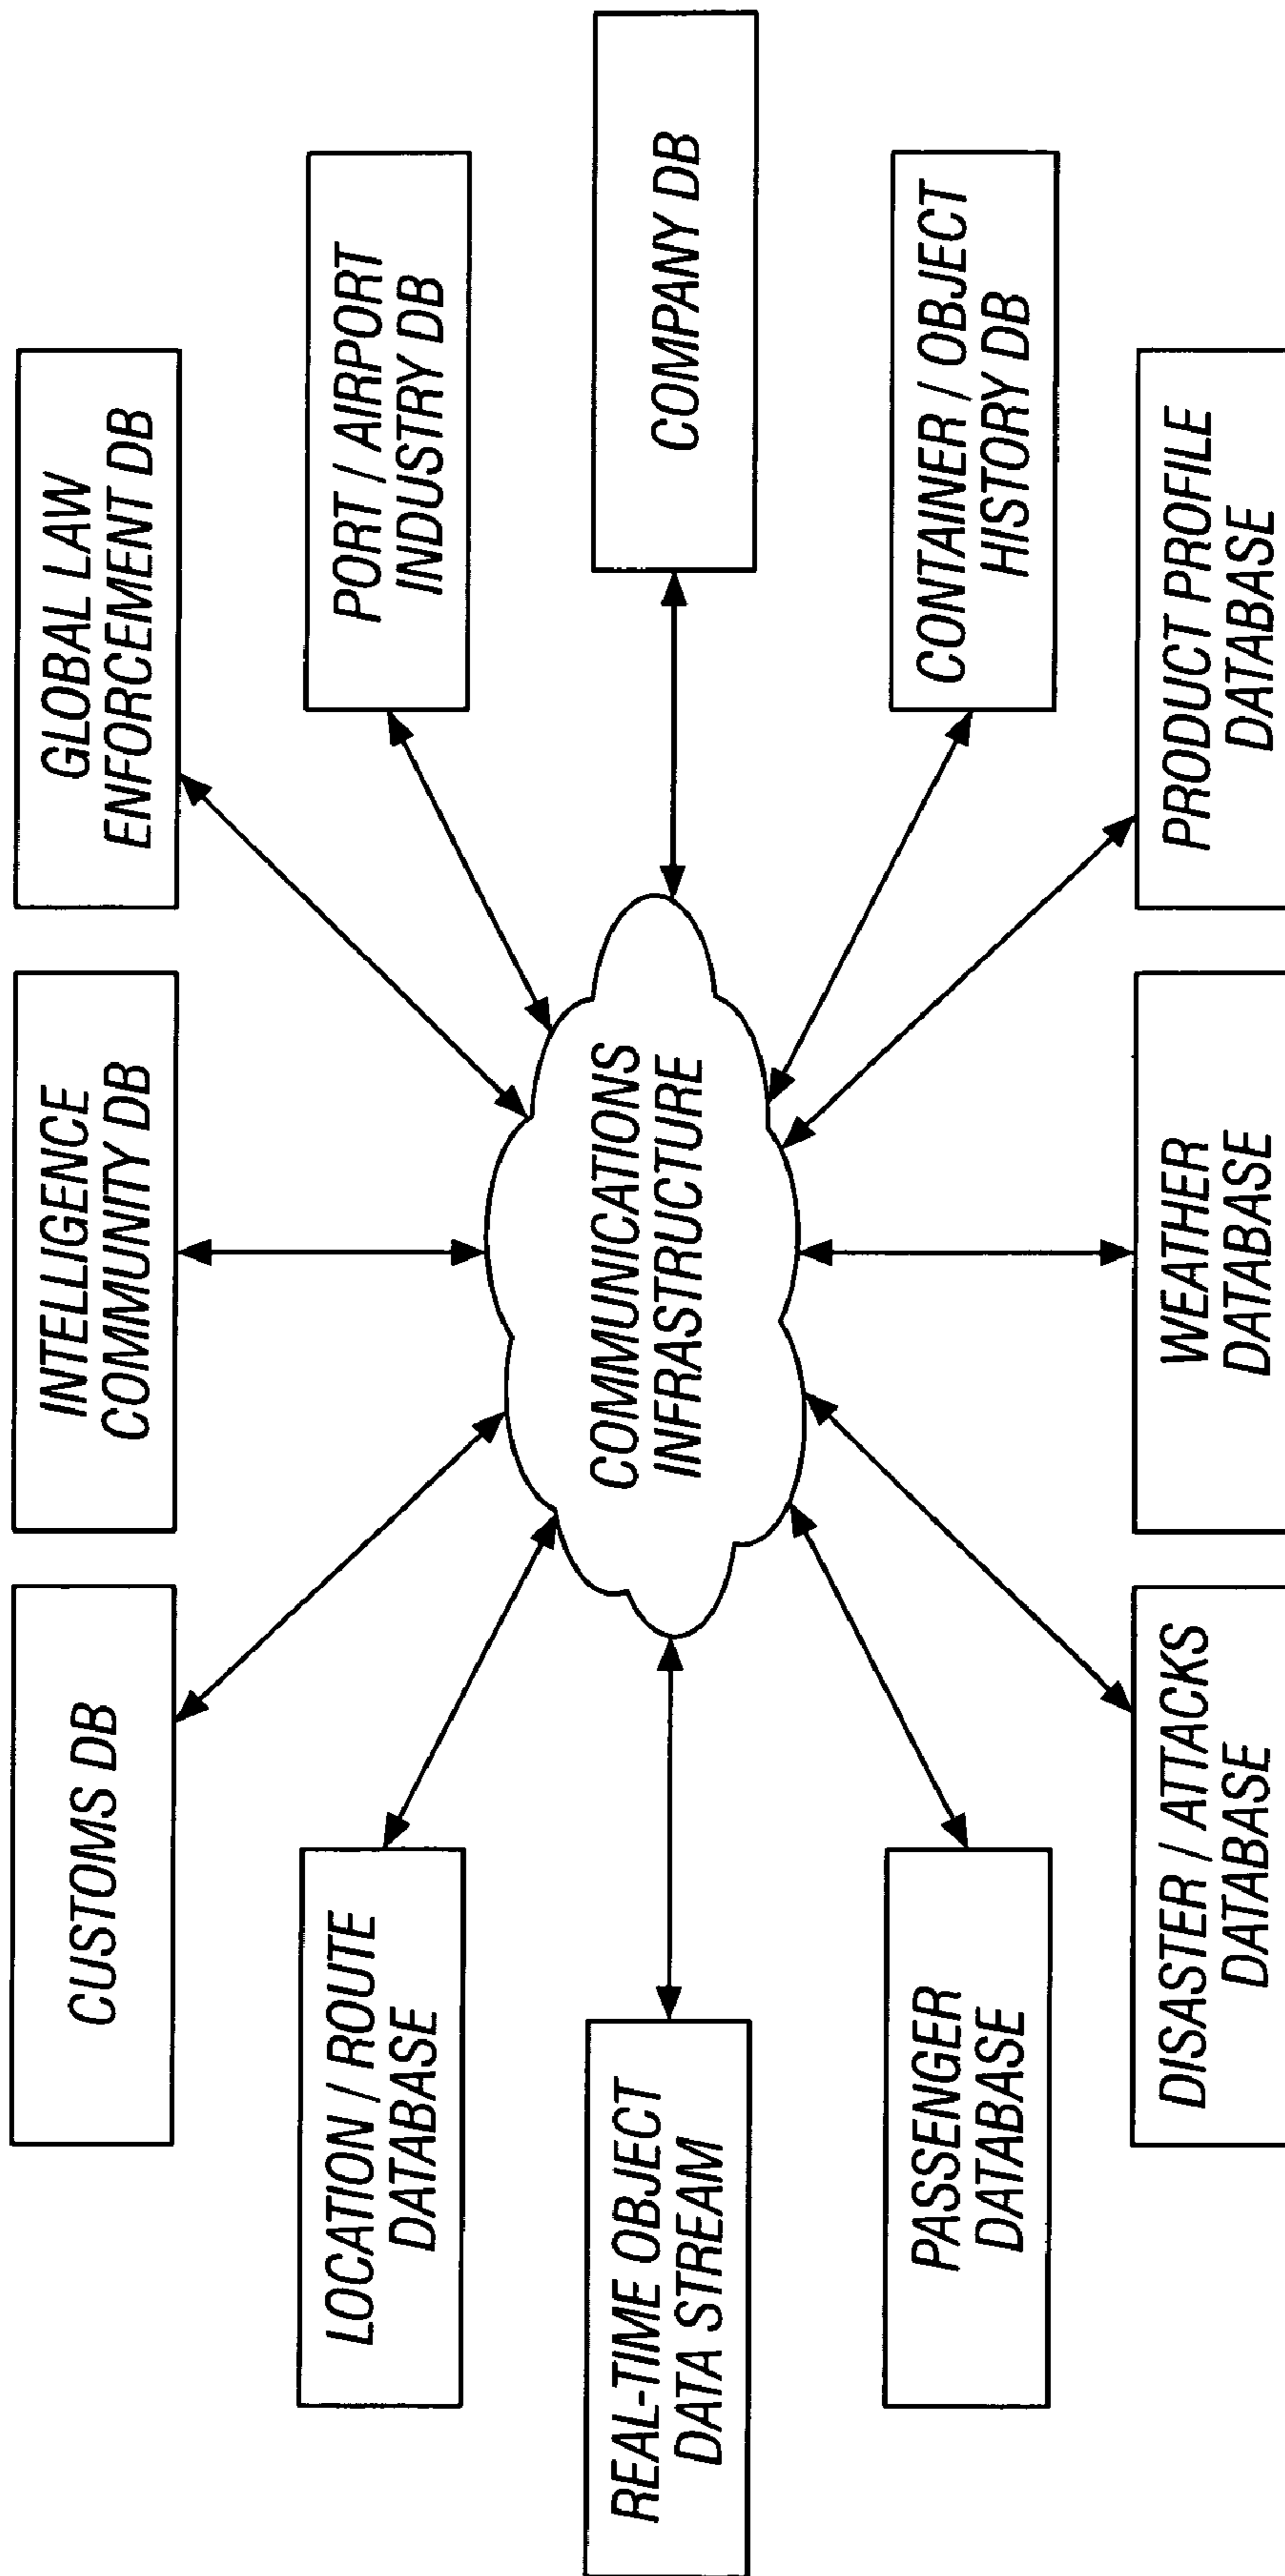 CUSTOMS DB
INTELLIGENCE
COMMUNITY DB
GLOBAL LAW
ENFORCEMENT DB
LOCATION / ROUTE
DATABASE
PORT / AIRPORT
INDUSTRY DB
REAL-TIME OBJECT
DATA STREAM
COMMUNICATIONS
INFRASTRUCTURE
COMPANY DB
PASSENGER
DATABASE
CONTAINER / OBJECT
HISTORY DB
DISASTER / ATTACKS
DATABASE
WEATHER
DATABASE
PRODUCT PROFILE
DATABASE